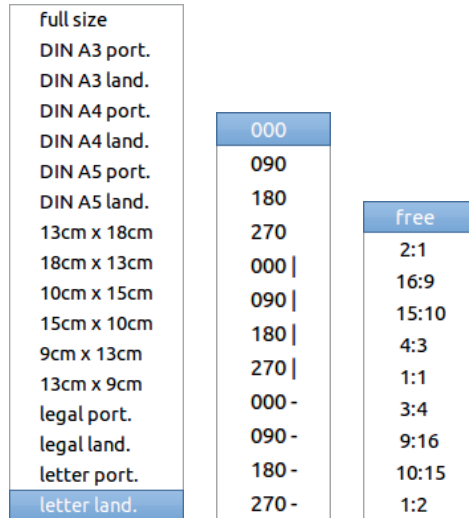 full size
DIN A3 port.
DIN A3 land.
DIN A4 port.
DIN A4 land.
DIN A5 port.
DIN A5 land.
13cm x 18cm
18cm x 13cm
10cm x 15cm
15cm x 10cm
9cm x 13cm
13cm x 9cm
legal port.
legal land.
letter port.
letter land.
000
090
180
270
000 |
090 |
180 |
270 |
000 -
090 -
180 -
270 -
free
2:1
16:9
15:10
4:3
1:1
3:4
9:16
10:15
1:2